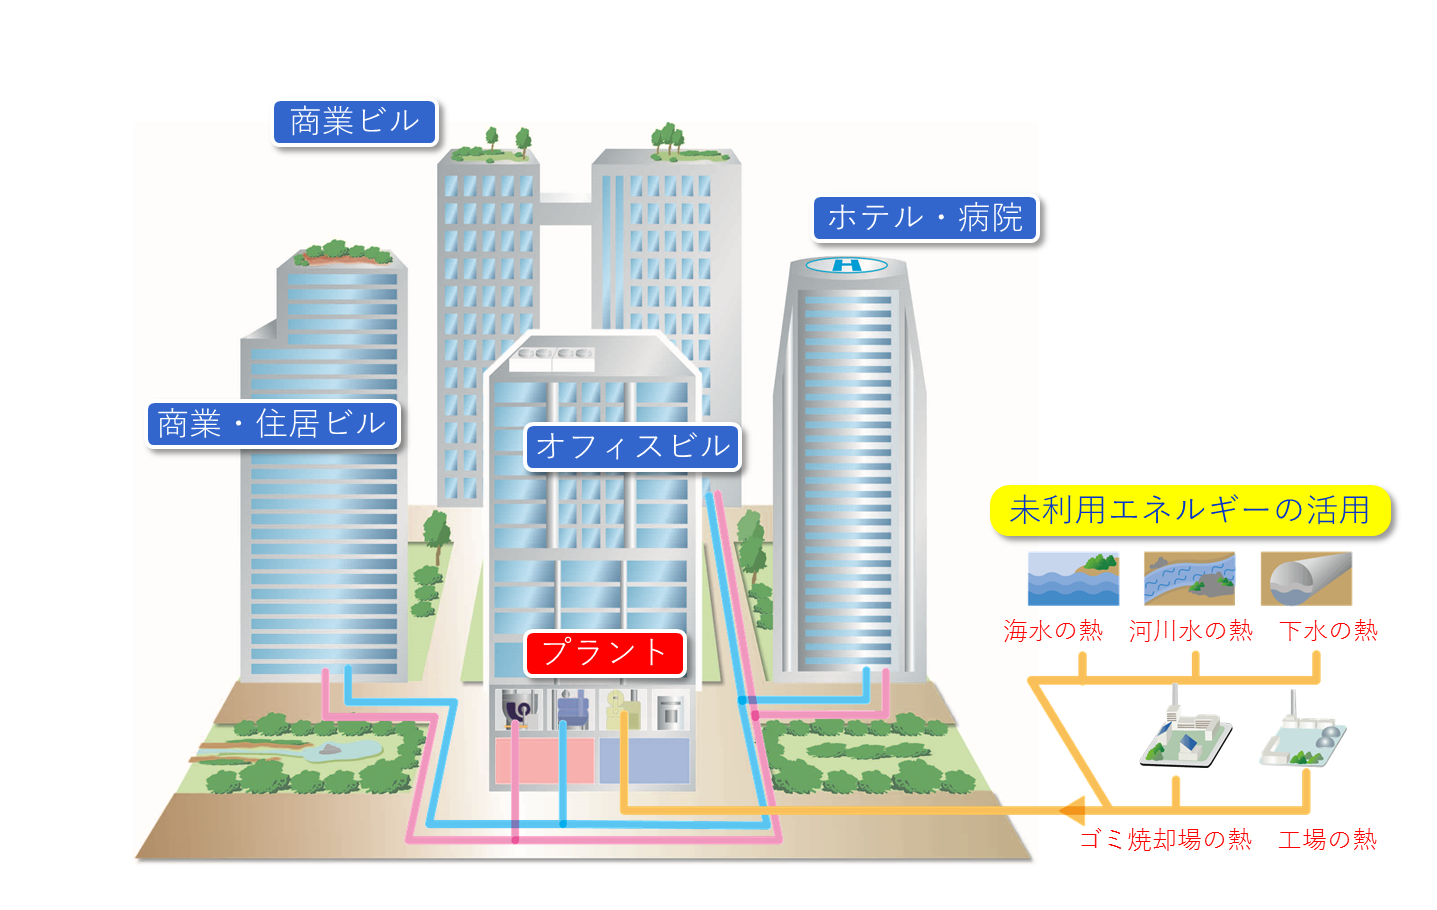 商業ビル
ホテル・病院
商業・住居ビル
オフィスビル
未利用エネルギーの活用
海水の熱
河川水の熱
下水の熱
プラント
ゴミ焼却場の熱
工場の熱
H